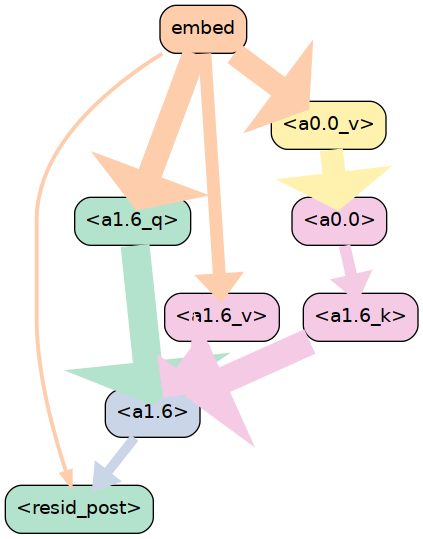 embed
<a0.0_v>
<a1.6_q>
<a0.0>
<a1.6_v>
<a1.6_k>
<a1.6>
<resid_post>